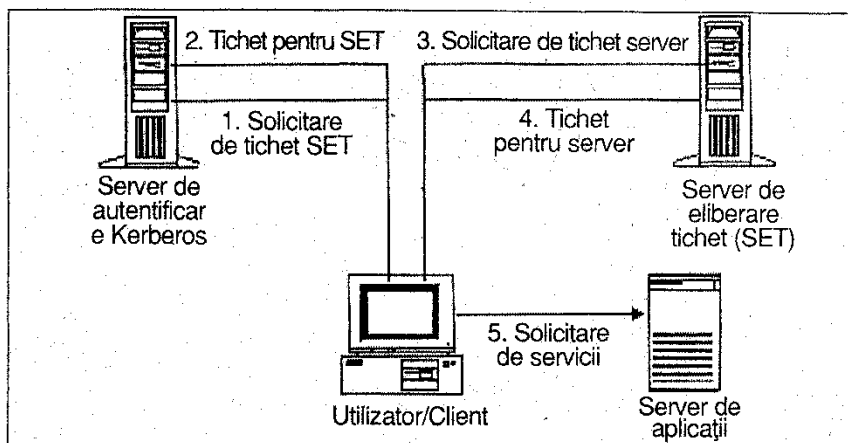 2. Tichet pentru SET
3. Solicitare de tichet server
1. Solicitare
de tichet SET
4. Tichet
pentru server
Server de
autentificar
e Kerberos
Server de
eliberare
tichet (SET)
5. Solicitare
de servicii
Utilizator/Client
Server de
aplicaţii